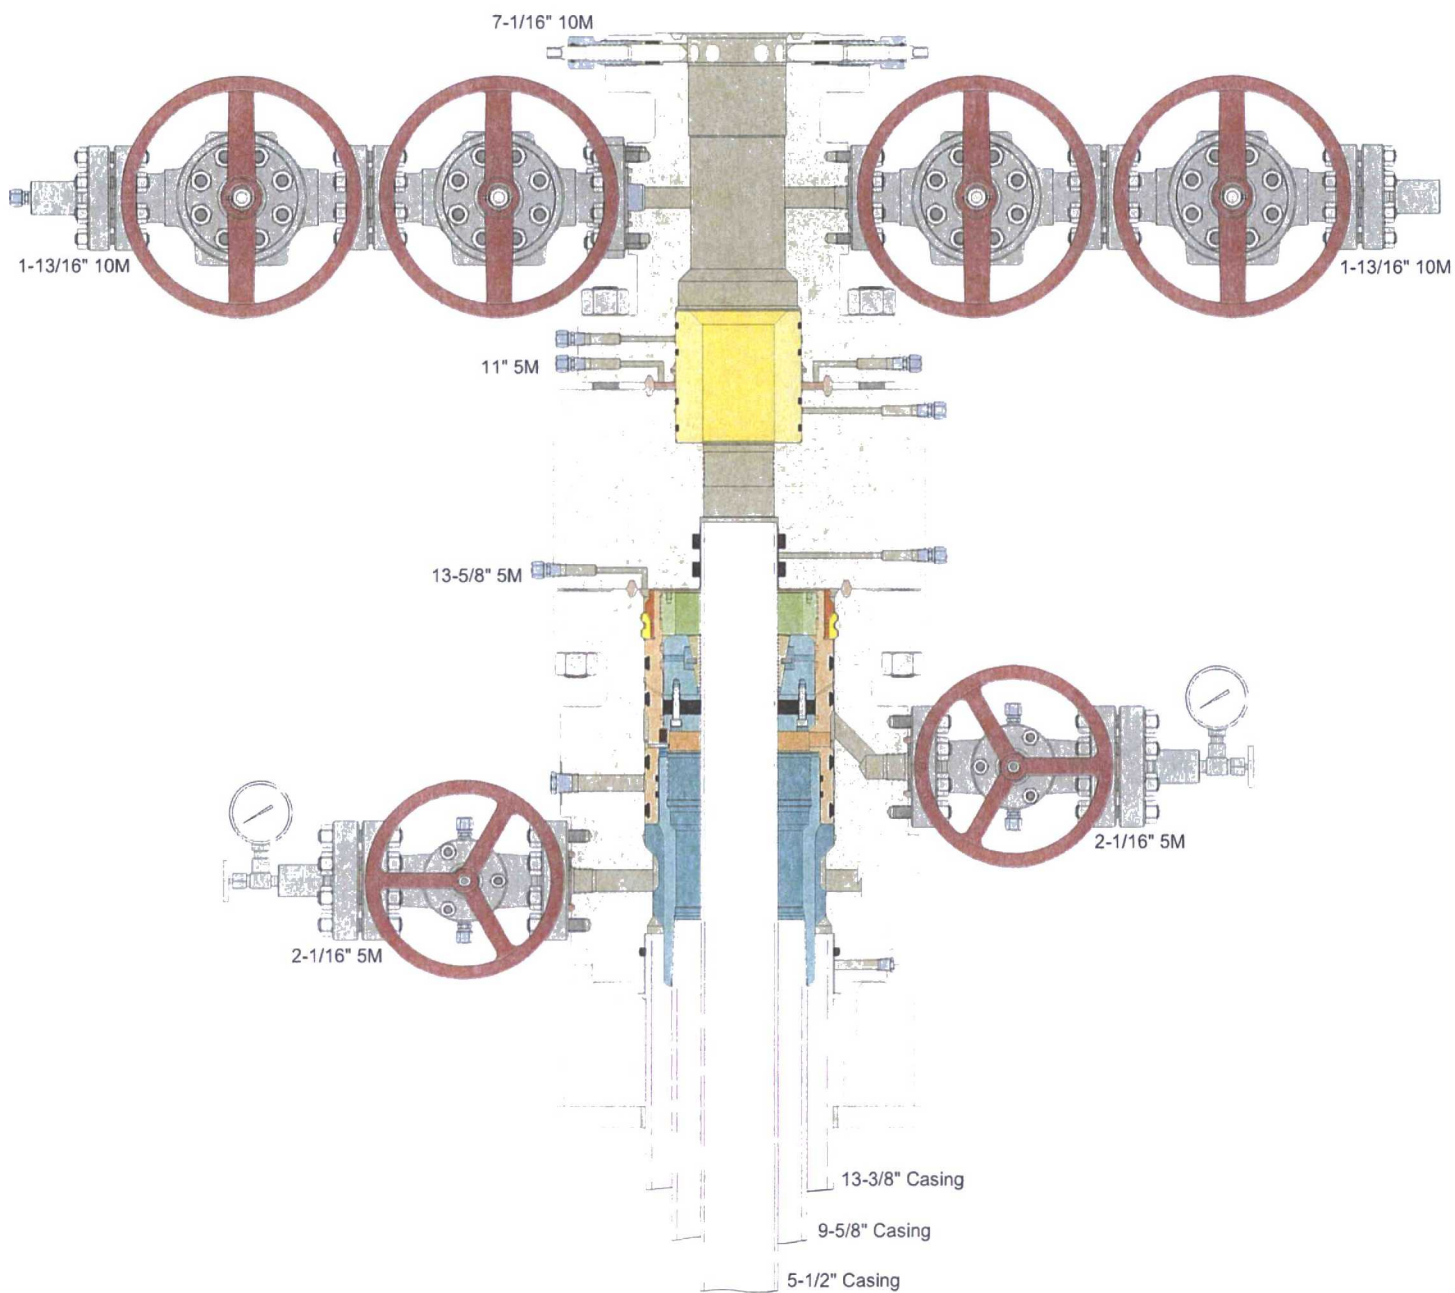 7-1/16" 10M
1-13/16" 10M
1-13/16" 10M
11" 5M
13-5/8" 5M
2-1/16" 5M
2-1/16" 5M
13-3/8" Casing
9-5/8" Casing
5-1/2" Casing